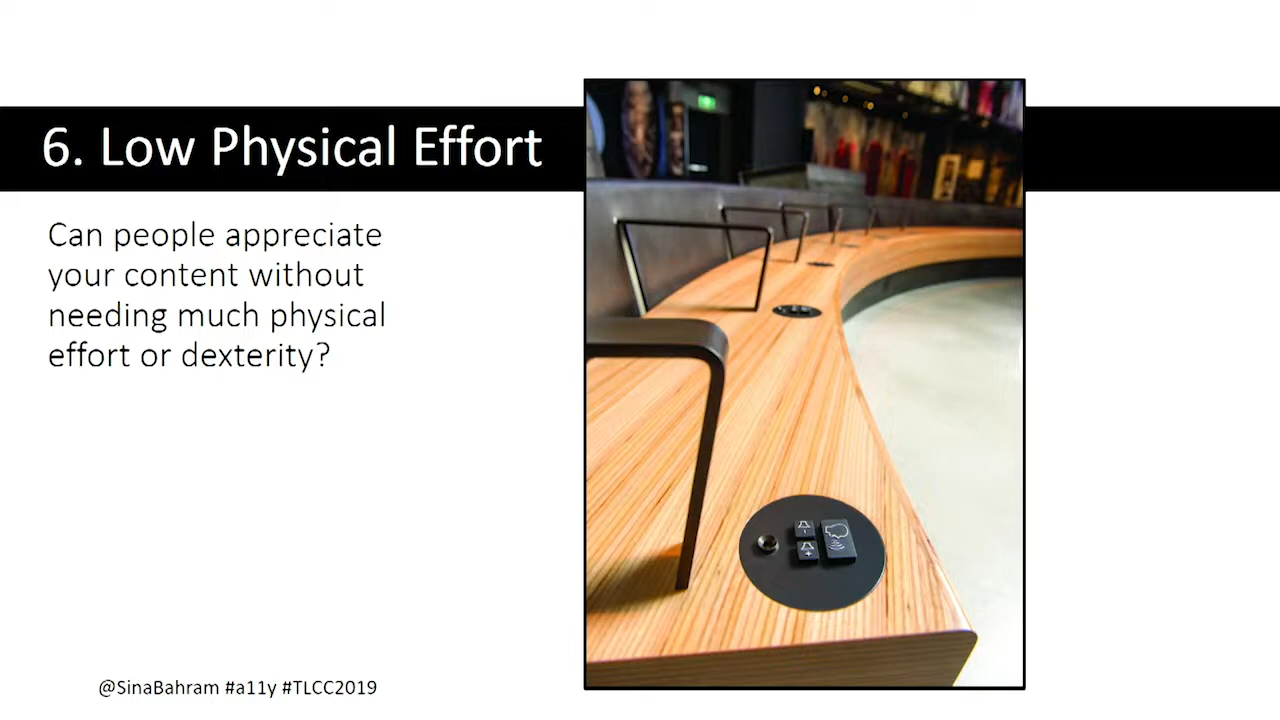 6. Low Physical Effort
Can people appreciate
your content without
needing much physical
effort or dexterity?
@SinaBahram #a11y #TLCC2019